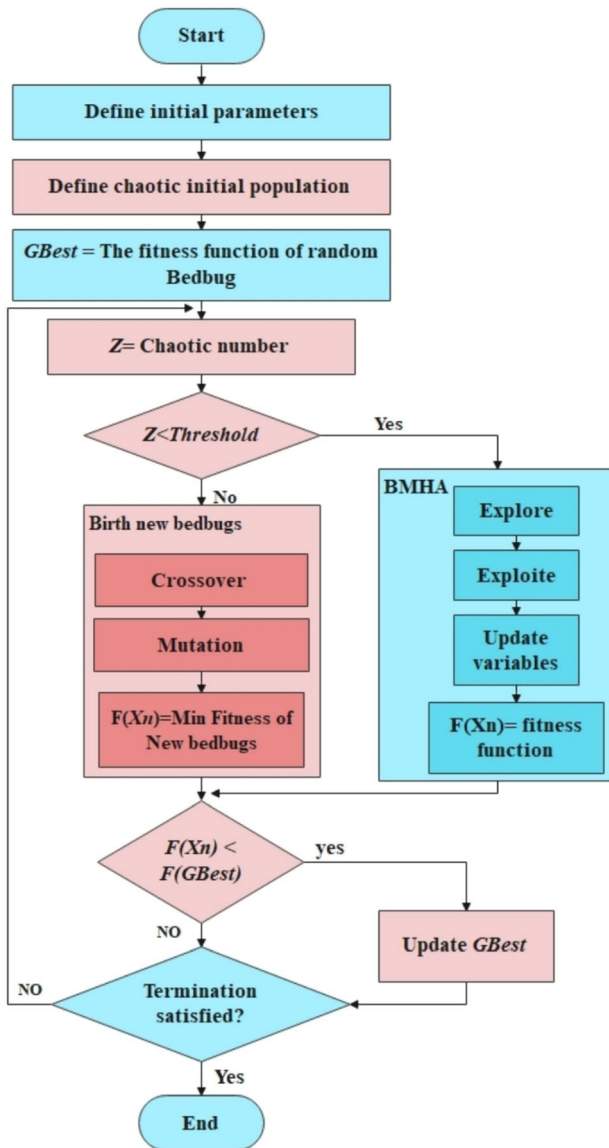 Start
Define initial parameters
Define chaotic initial population
GBest = The fitness function of random
Bedbug
Z= Chaotic number
Z<Threshold
Yes
No
Birth new bedbugs
Crossover
Mutation
F(Xn)=Min Fitness of
New bedbugs
BMHA
Explore
Exploite
Update
variables
F(Xn)= fitness
function
F(Xn) <
F(GBest)
yes
NO
Update GBest
Termination
satisfied?
NO
Yes
End